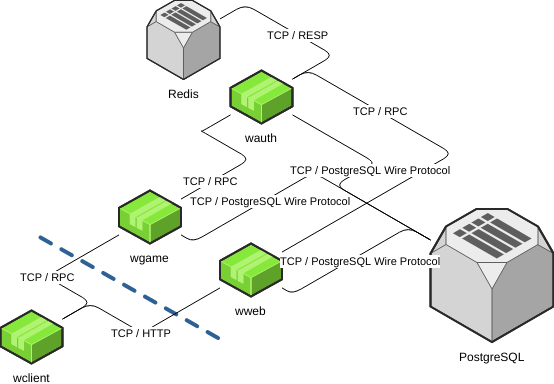 TCP / RESP
Redis
TCP / RPC
wauth
TCP / PostgreSQL Wire Protocol
TCP / RPC
TCP / PostgreSQL Wire Protocol
wgame
TCP / PostgreSQL Wire Protocol
TCP / RPC
wweb
TCP / HTTP
PostgreSQL
wclient